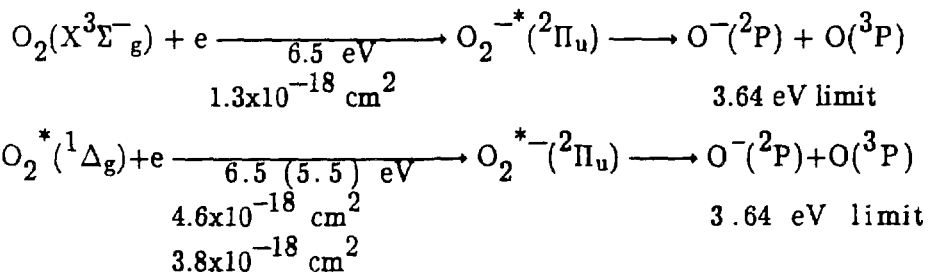 O₂(X³Σ⁻g) + e ⟶ O₂⁻*(²Πᵤ) ⟶ O⁻(²P) + O(³P)
6.5 eV
1.3x10⁻¹⁸ cm² 3.64 eV limit
O₂*(¹Δg)+e ⟶ O₂*⁻(²Πᵤ) ⟶ O⁻(²P)+O(³P)
6.5 (5.5) eV
4.6x10⁻¹⁸ cm² 3.64 eV limit
3.8x10⁻¹⁸ cm²